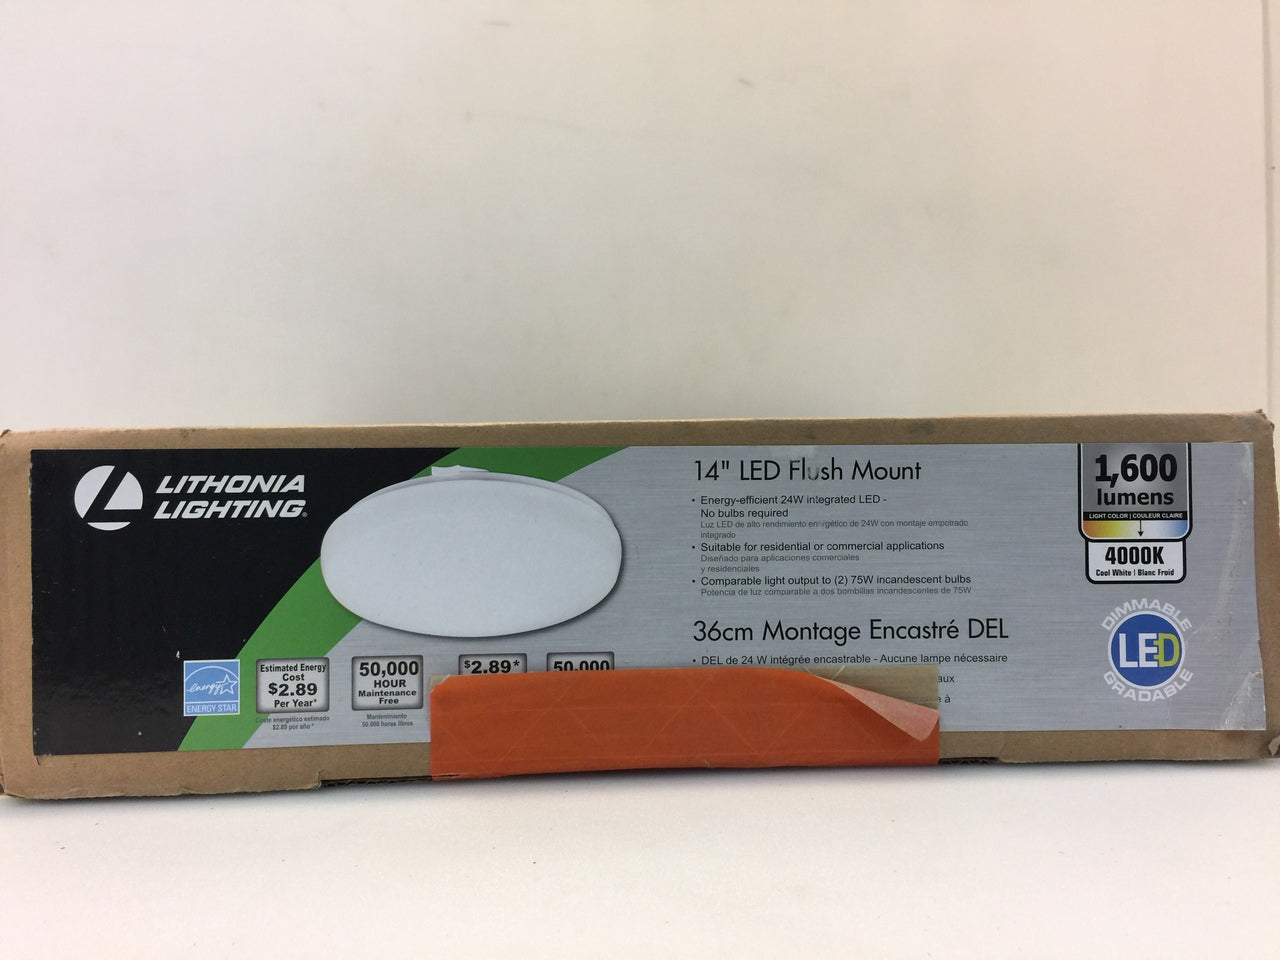 LITHONIA
LIGHTING
energy
ENERGY STAR
Estimated Energy
Cost
$2.89
Per Year*
Coste energético estimado
$2.89 por año*
50,000
HOUR
Maintenance
Free
Mantenimiento
50.000 horas libres
$2.89*
50,000
14" LED Flush Mount
• Energy-efficient 24W integrated LED -
No bulbs required
Luz LED de alto rendimiento energético de 24W con montaje empotrado
integrado
• Suitable for residential or commercial applications
Diseñado para aplicaciones comerciales
y residenciales
• Comparable light output to (2) 75W incandescent bulbs
Potencia de luz comparable a dos bombillas incandescentes de 75W
36cm Montage Encastré DEL
• DEL de 24 W intégrée encastrable - Aucune lampe nécessaire
aux
e à
1,600
lumens
LIGHT COLOR | COULEUR CLAIRE
4000K
Cool White | Blanc Froid
DIMMABLE
LED
GRADABLE